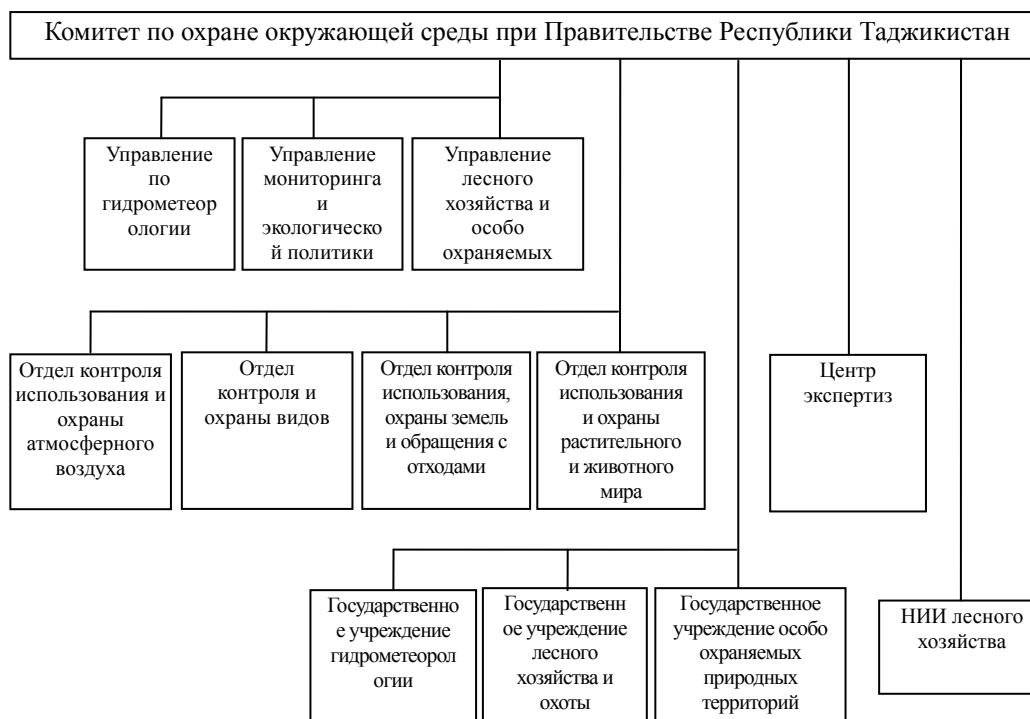 Комитет по охране окружающей среды при Правительстве Республики Таджикистан
Управление
по
гидрометеор
ологии
Управление
мониторинга
и
экологическо
й политики
Управление
лесного
хозяйства и
особо
охраняемых
Отдел контроля
использования и
охраны
атмосферного
воздуха
Отдел
контроля и
охраны видов
Отдел контроля
использования,
охраны земель
и обращения с
отходами
Отдел контроля
использования
и охраны
растительного
и животного
мира
Центр
экспертиз
Государственно
е учреждение
гидрометеорол
огии
Государственн
ое учреждение
лесного
хозяйства и
охоты
Государственное
учреждение особо
охраняемых
природных
территорий
НИИ лесного
хозяйства